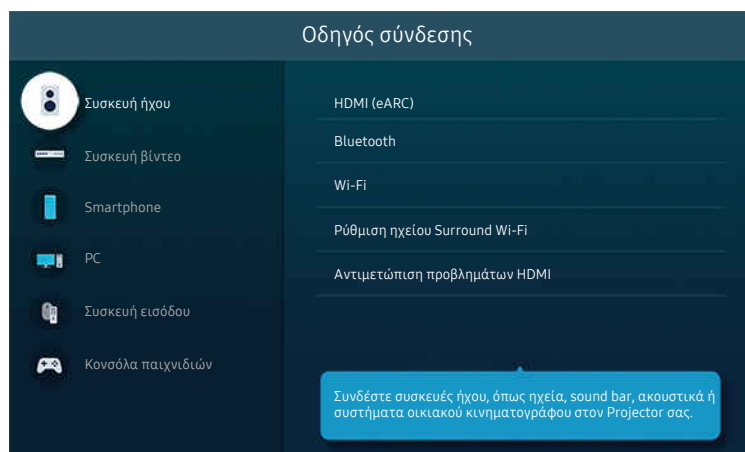 Οδηγός σύνδεσης
Συσκευή ήχου
Συσκευή βίντεο
Smartphone
PC
Συσκευή εισόδου
Κονσόλα παιχνιδιών
HDMI (eARC)
Bluetooth
Wi-Fi
Ρύθμιση ηχείου Surround Wi-Fi
Αντιμετώπιση προβλημάτων HDMI
Συνδέστε συσκευές ήχου, όπως ηχεία, sound bar, ακουστικά ή
συστήματα οικιακού κινηματογράφου στον Projector σας.